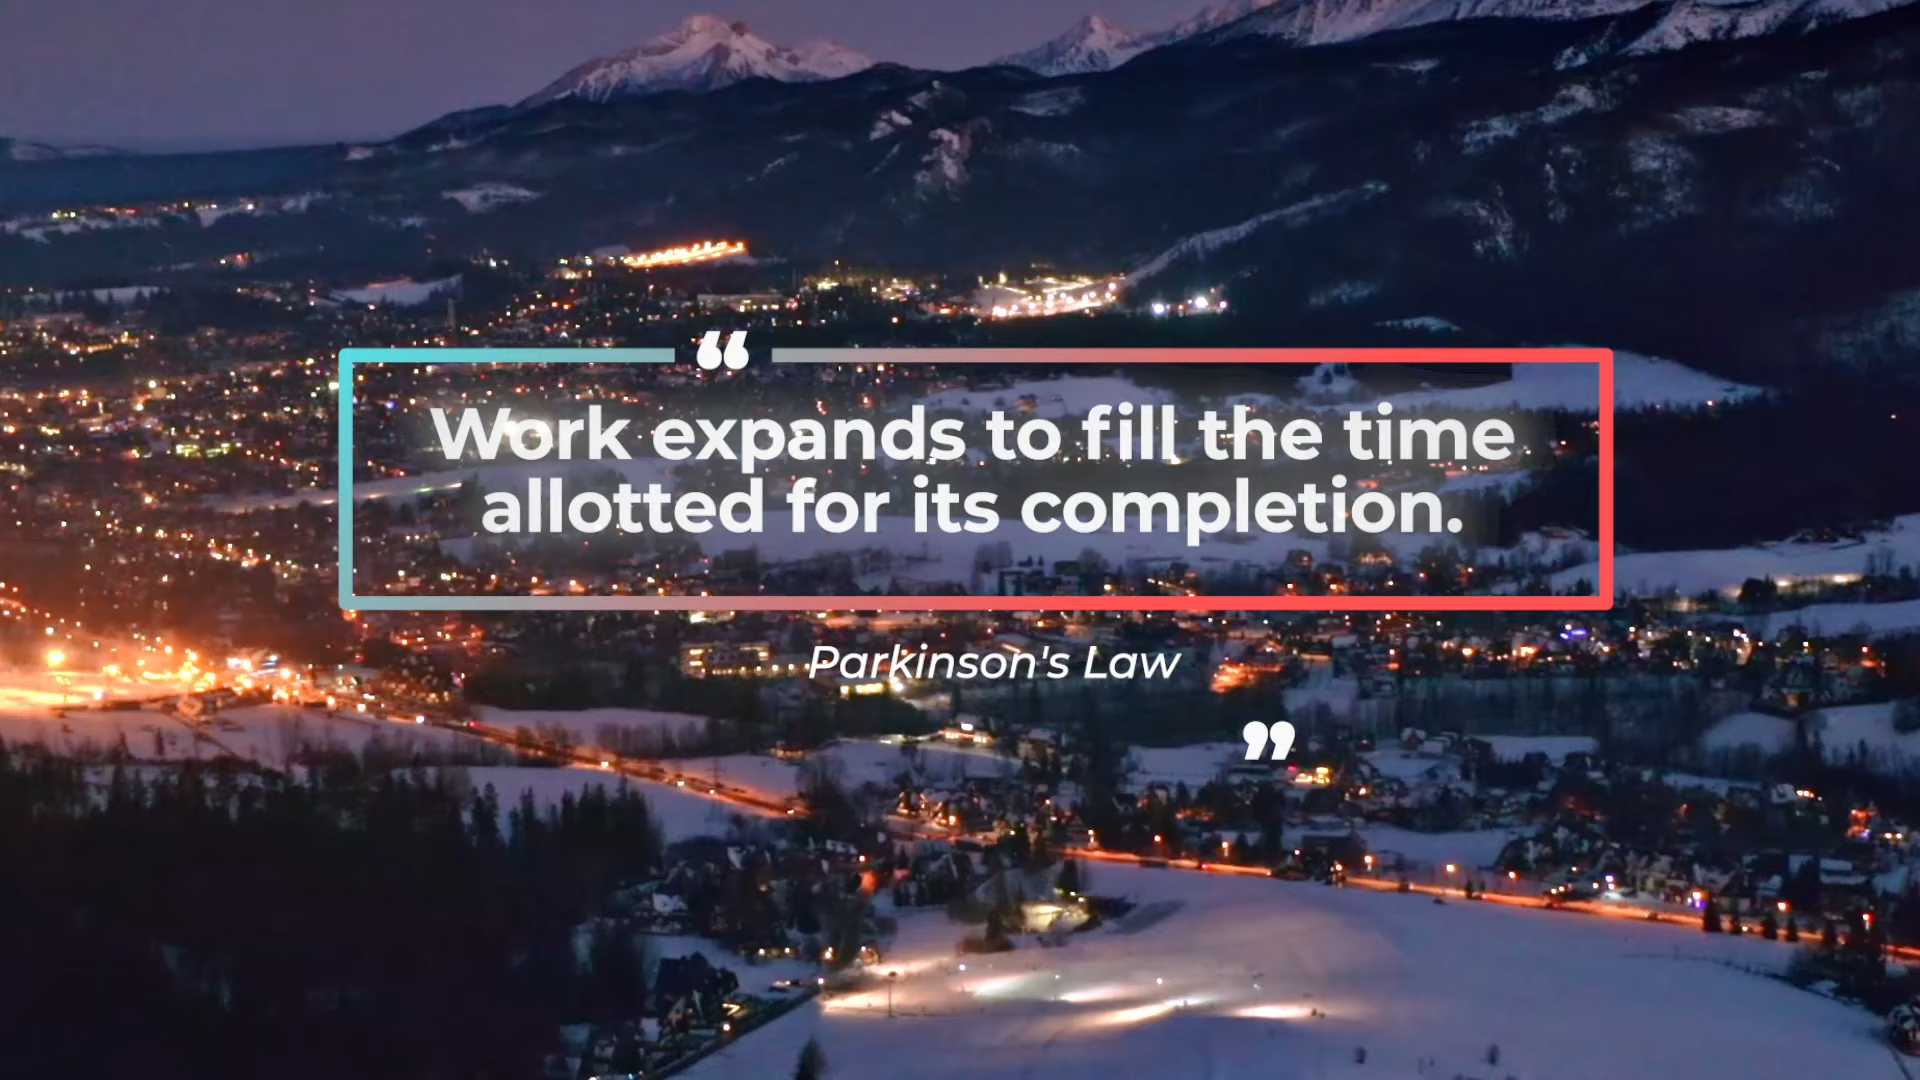 “
Work expands to fill the time
allotted for its completion.
Parkinson's Law
”